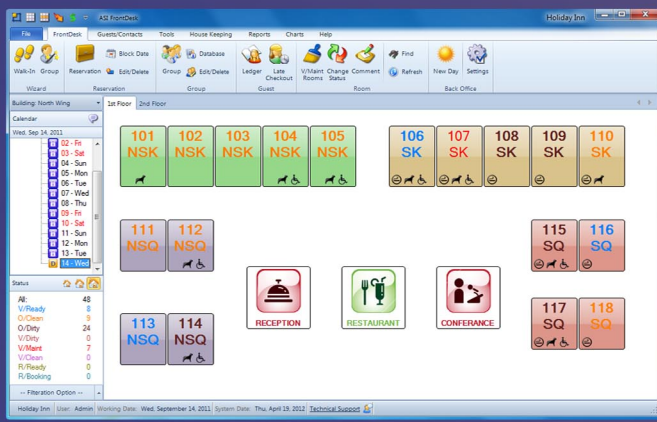 ASI FrontDesk
Holiday Inn
File FrontDesk Guests/Contacts Tools House Keeping Reports Charts Help
Block Date Database Find
Walk-In Group Reservation Edit/Delete Group Edit/Delete Ledger Late Checkout V/Maint Rooms Change Status Comment Refresh New Day Settings
Wizard Reservation Group Guest Room Back Office
Building: North Wing 1st Floor 2nd Floor
Calendar
Wed, Sep 14, 2011
02 - Fri
03 - Sat
04 - Sun
05 - Mon
06 - Tue
07 - Wed
08 - Thu
09 - Fri
10 - Sat
11 - Sun
12 - Mon
13 - Tue
D 14 - Wed
Status
All: 48
V/Ready 8
O/Clean 9
O/Dirty 24
V/Dirty 0
V/Maint 7
V/Clean 0
R/Ready 0
R/Booking 0
-- Filteration Option --
101 102 103 104 105 106 107 108 109 110
NSK NSK NSK NSK NSK SK SK SK SK SK
111 112 115 116
NSQ NSQ SQ SQ
RECEPTION RESTAURANT CONFERANCE
113 114 117 118
NSQ NSQ SQ SQ
Holiday Inn User: Admin Working Date: Wed, September 14, 2011 System Date: Thu, April 19, 2012 Technical Support